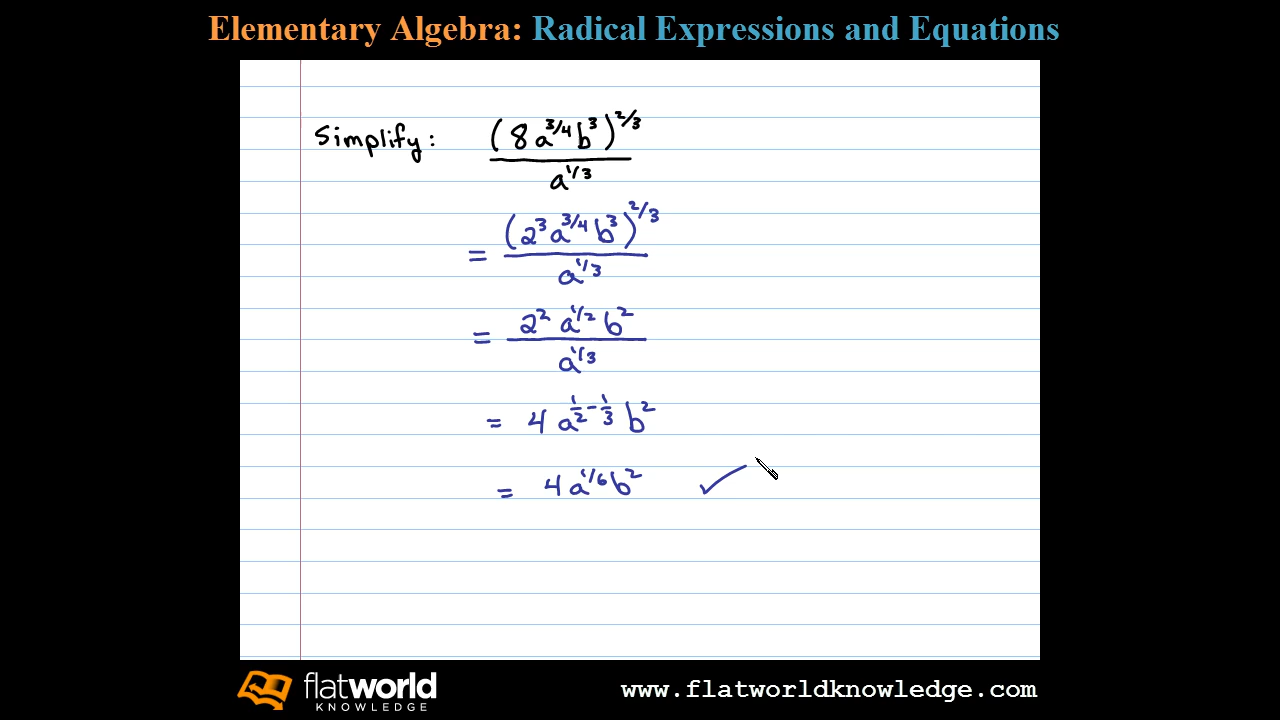 Elementary Algebra: Radical Expressions and Equations
Simplify: (8a^{3/4}b^3)^{2/3} / a^{1/3}
= (2^3a^{3/4}b^3)^{2/3} / a^{1/3}
= 2^2 a^{1/2} b^2 / a^{1/3}
= 4a^{1/2 - 1/3} b^2
= 4a^{1/6}b^2 ✓
flatworld
KNOWLEDGE
www.flatworldknowledge.com